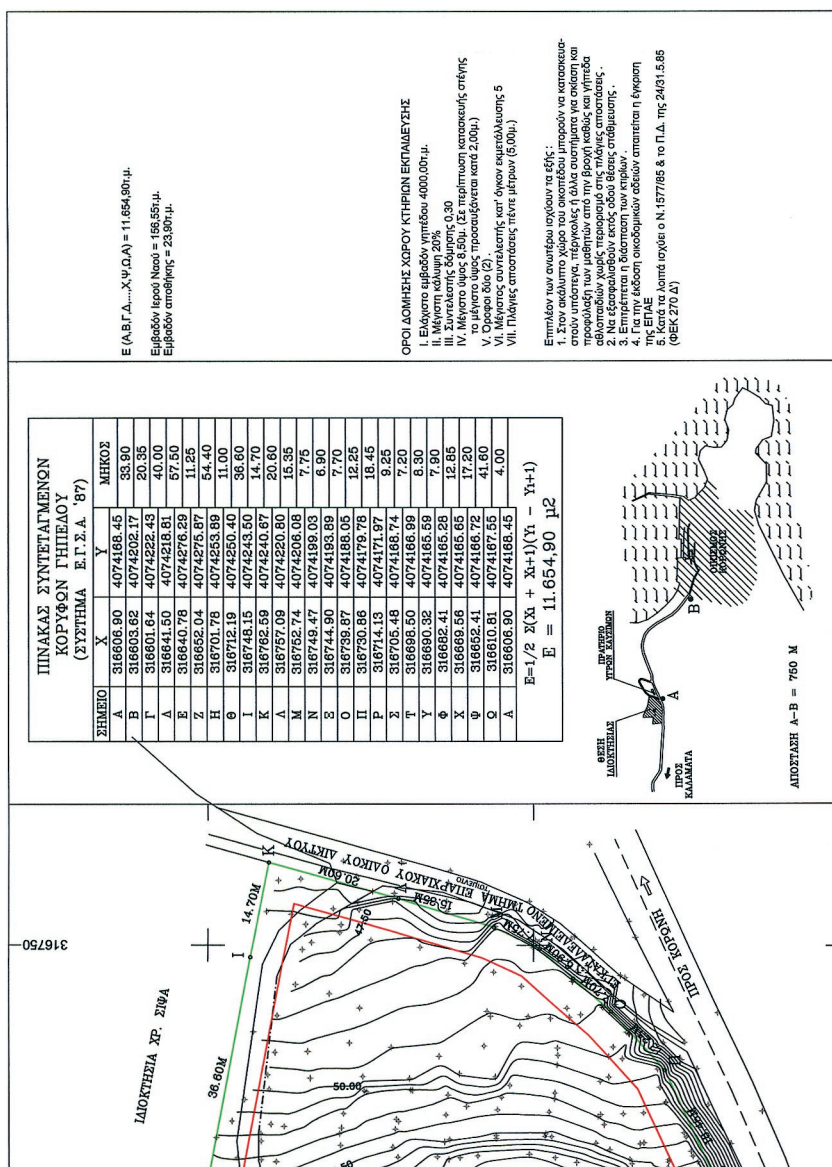 Ε (Α,Β,Γ,Δ,...,Χ,Ψ,Ω,Α) = 11.654,90τ.μ.
Εμβαδόν Ιερού Ναού = 156,55τ.μ.
Εμβαδόν αποθήκης = 23,90τ.μ.
ΟΡΟΙ ΔΟΜΗΣΗΣ ΧΩΡΟΥ ΚΤΗΡΙΩΝ ΕΚΠΑΙΔΕΥΣΗΣ
I. Ελάχιστο εμβαδόν γηπέδου 4000,00τ.μ.
II. Μέγιστη κάλυψη 20%
III. Συντελεστής δόμησης 0,30
IV. Μέγιστο ύψος 8,50μ. (Σε περίπτωση κατασκευής στέγης
το μέγιστο ύψος προσαυξάνεται κατά 2,00μ.)
V. Όροφοι δύο (2).
VI. Μέγιστος συντελεστής κατ' όγκον εκμετάλλευσης 5
VII. Πλάγιες αποστάσεις πέντε μέτρων (5,00μ.)
Επιπλέον των ανωτέρω ισχύουν τα εξής :
1. Στον ακάλυπτο χώρο του οικοπέδου μπορούν να κατασκευα-
στούν υπόστεγα, πέργκολες ή άλλα συστήματα για σκίαση και
προφύλαξη των μαθητών από την βροχή καθώς και γήπεδα
αθλοπαιδιών χωρίς περιορισμό στις πλάγιες αποστάσεις .
2. Να εξασφαλισθούν εκτός οδού θέσεις στάθμευσης .
3. Επιτρέπεται η διάσπαση των κτιρίων .
4. Για την έκδοση οικοδομικών αδειών απαιτείται η έγκριση
της ΕΠΑΕ
5. Κατά τα λοιπά ισχύει ο Ν.1577/85 & το Π.Δ. της 24/31.5.85
(ΦΕΚ 270 Δ')
ΠΙΝΑΚΑΣ ΣΥΝΤΕΤΑΓΜΕΝΩΝ
ΚΟΡΥΦΩΝ ΓΗΠΕΔΟΥ
(ΣΥΣΤΗΜΑ Ε.Γ.Σ.Α. '87)
ΣΗΜΕΙΟ Χ Υ ΜΗΚΟΣ
Α 316606.90 4074168.45 33.90
Β 316603.62 4074202.17 20.35
Γ 316601.64 4074222.43 40.00
Δ 316641.50 4074218.81 57.50
Ε 316640.78 4074276.29 11.25
Ζ 316652.04 4074275.87 54.40
Η 316701.78 4074253.89 11.00
Θ 316712.19 4074250.40 36.60
Ι 316748.15 4074243.50 14.70
Κ 316762.59 4074240.67 20.60
Λ 316757.09 4074220.80 15.35
Μ 316752.74 4074206.08 7.75
Ν 316749.47 4074199.03 6.90
Ξ 316744.90 4074193.89 7.70
Ο 316739.87 4074188.05 12.25
Π 316730.86 4074179.78 18.45
Ρ 316714.13 4074171.97 9.25
Σ 316705.48 4074168.74 7.20
Τ 316698.50 4074166.99 8.30
Υ 316690.32 4074165.59 7.90
Φ 316682.41 4074165.28 12.85
Χ 316669.56 4074165.65 17.20
Ψ 316652.41 4074166.72 41.60
Ω 316610.81 4074167.55 4.00
Α 316606.90 4074168.45
Ε=1/2 Σ(Χι + Χι+1)(Υι - Υι+1)
Ε = 11.654,90 μ2
ΘΕΣΗ
ΙΔΙΟΚΤΗΣΙΑΣ
ΠΡΑΤΗΡΙΟ
ΥΓΡΩΝ ΚΑΥΣΙΜΩΝ
ΟΙΚΙΣΜΟΣ
ΚΟΡΩΝΗΣ
Α
Β
ΠΡΟΣ
ΚΑΛΑΜΑΤΑ
ΑΠΟΣΤΑΣΗ Α-Β = 750 Μ
316750
ΙΔΙΟΚΤΗΣΙΑ ΧΡ. ΣΙΨΑ
36.60Μ
Ι
14.70Μ
Κ
20.60Μ
Λ
15.35Μ
47.50
50.00
ΕΓΚΑΤΑΛΕΛΕΙΜΕΝΟ ΤΜΗΜΑ ΕΠΑΡΧΙΑΚΟΥ ΟΔΙΚΟΥ ΔΙΚΤΥΟΥ
ΤΣΙΜΕΝΤΟ
ΠΡΟΣ ΚΟΡΩΝΗ